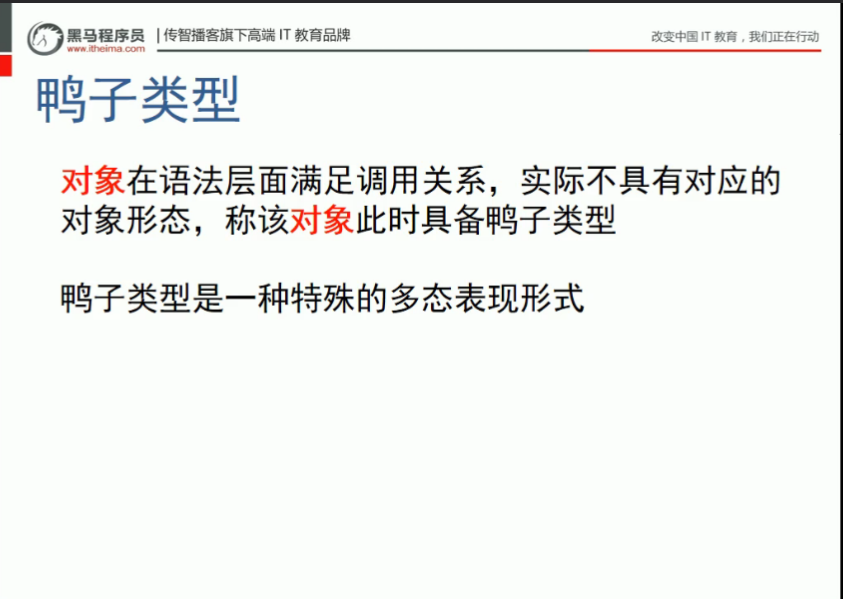 黑马程序员 | 传智播客旗下高端 IT 教育品牌
www.itheima.com
改变中国 IT 教育，我们正在行动
鸭子类型
对象在语法层面满足调用关系，实际不具有对应的
对象形态，称该对象此时具备鸭子类型
鸭子类型是一种特殊的多态表现形式